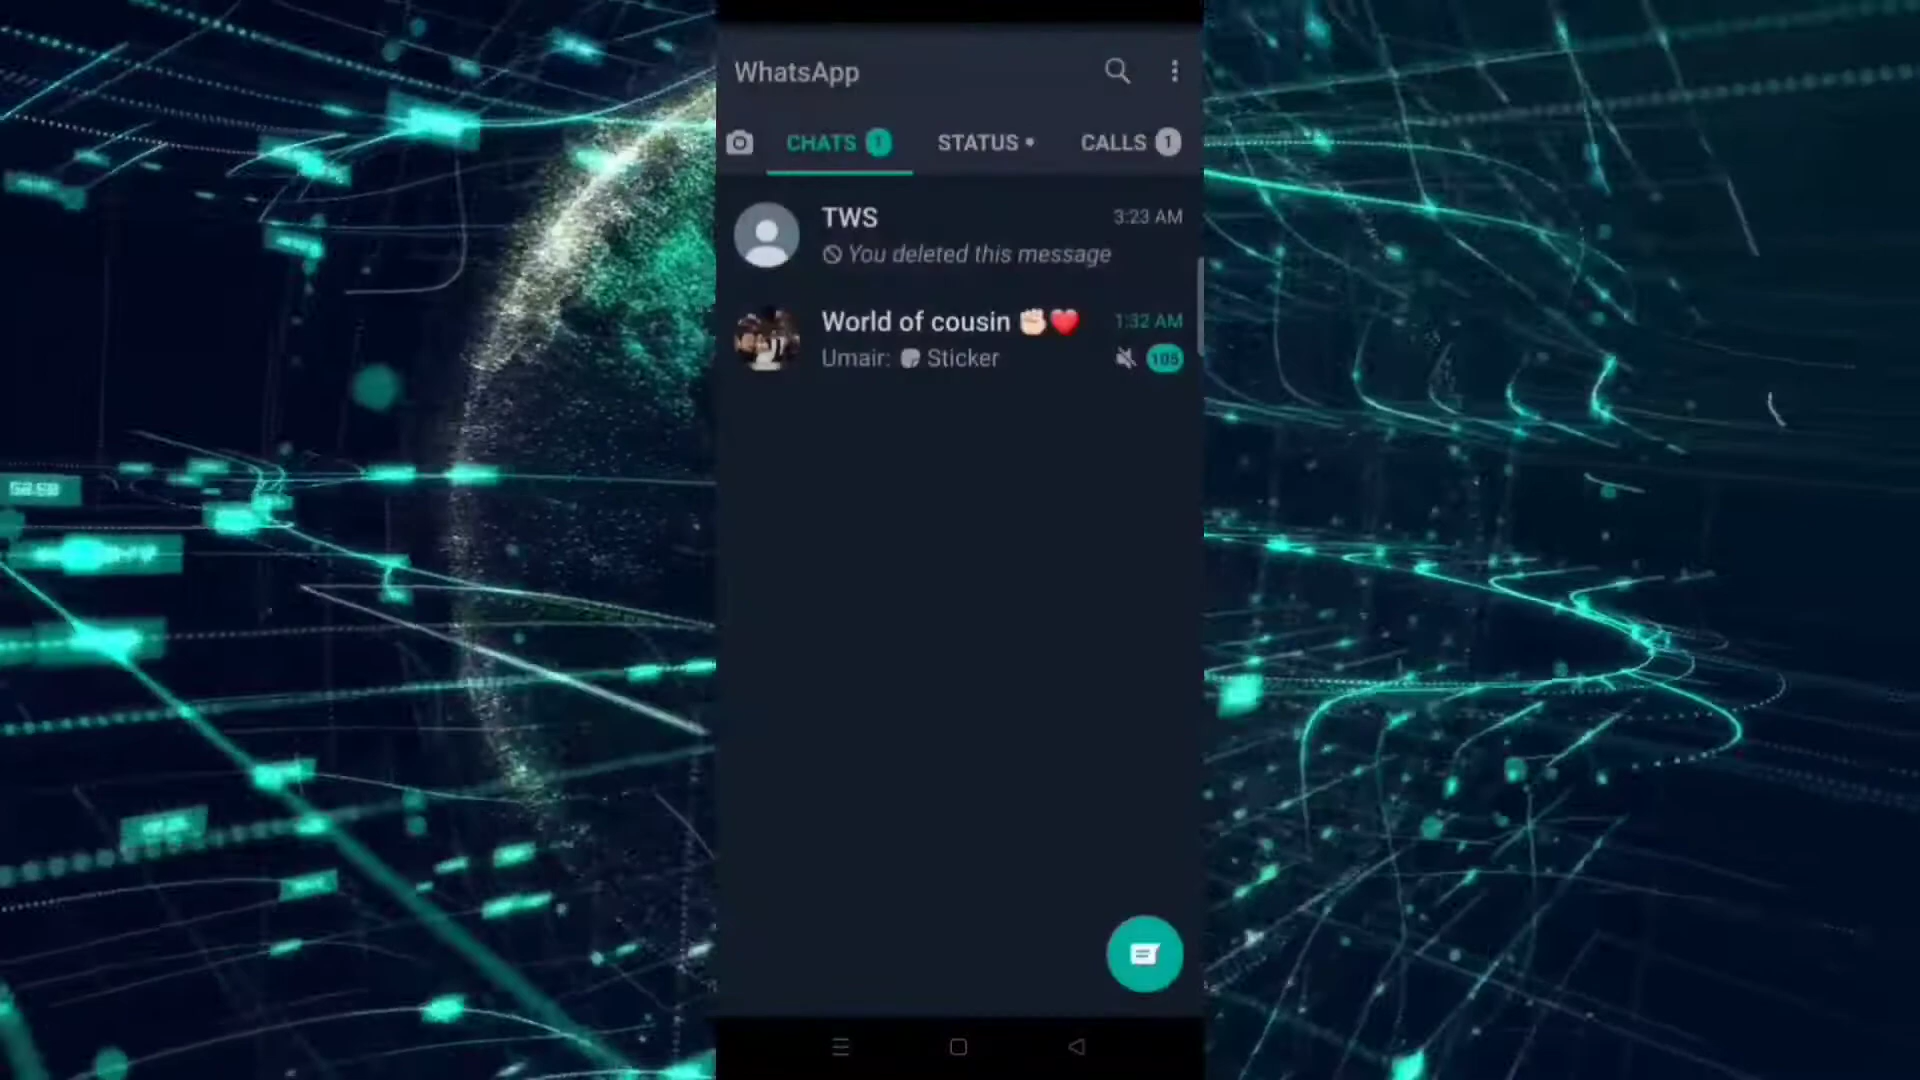 WhatsApp
CHATS 1 STATUS • CALLS 1
TWS 3:23 AM
You deleted this message
World of cousin ✊🏻❤️ 1:32 AM
Umair: Sticker 105